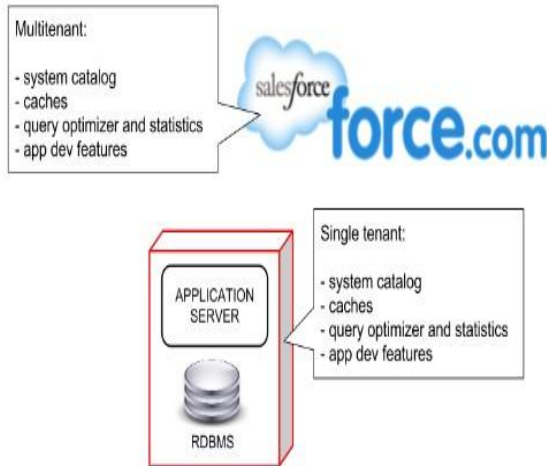 Multitenant:
- system catalog
- caches
- query optimizer and statistics
- app dev features
salesforce
force.com
Single tenant:
- system catalog
- caches
- query optimizer and statistics
- app dev features
APPLICATION
SERVER
RDBMS